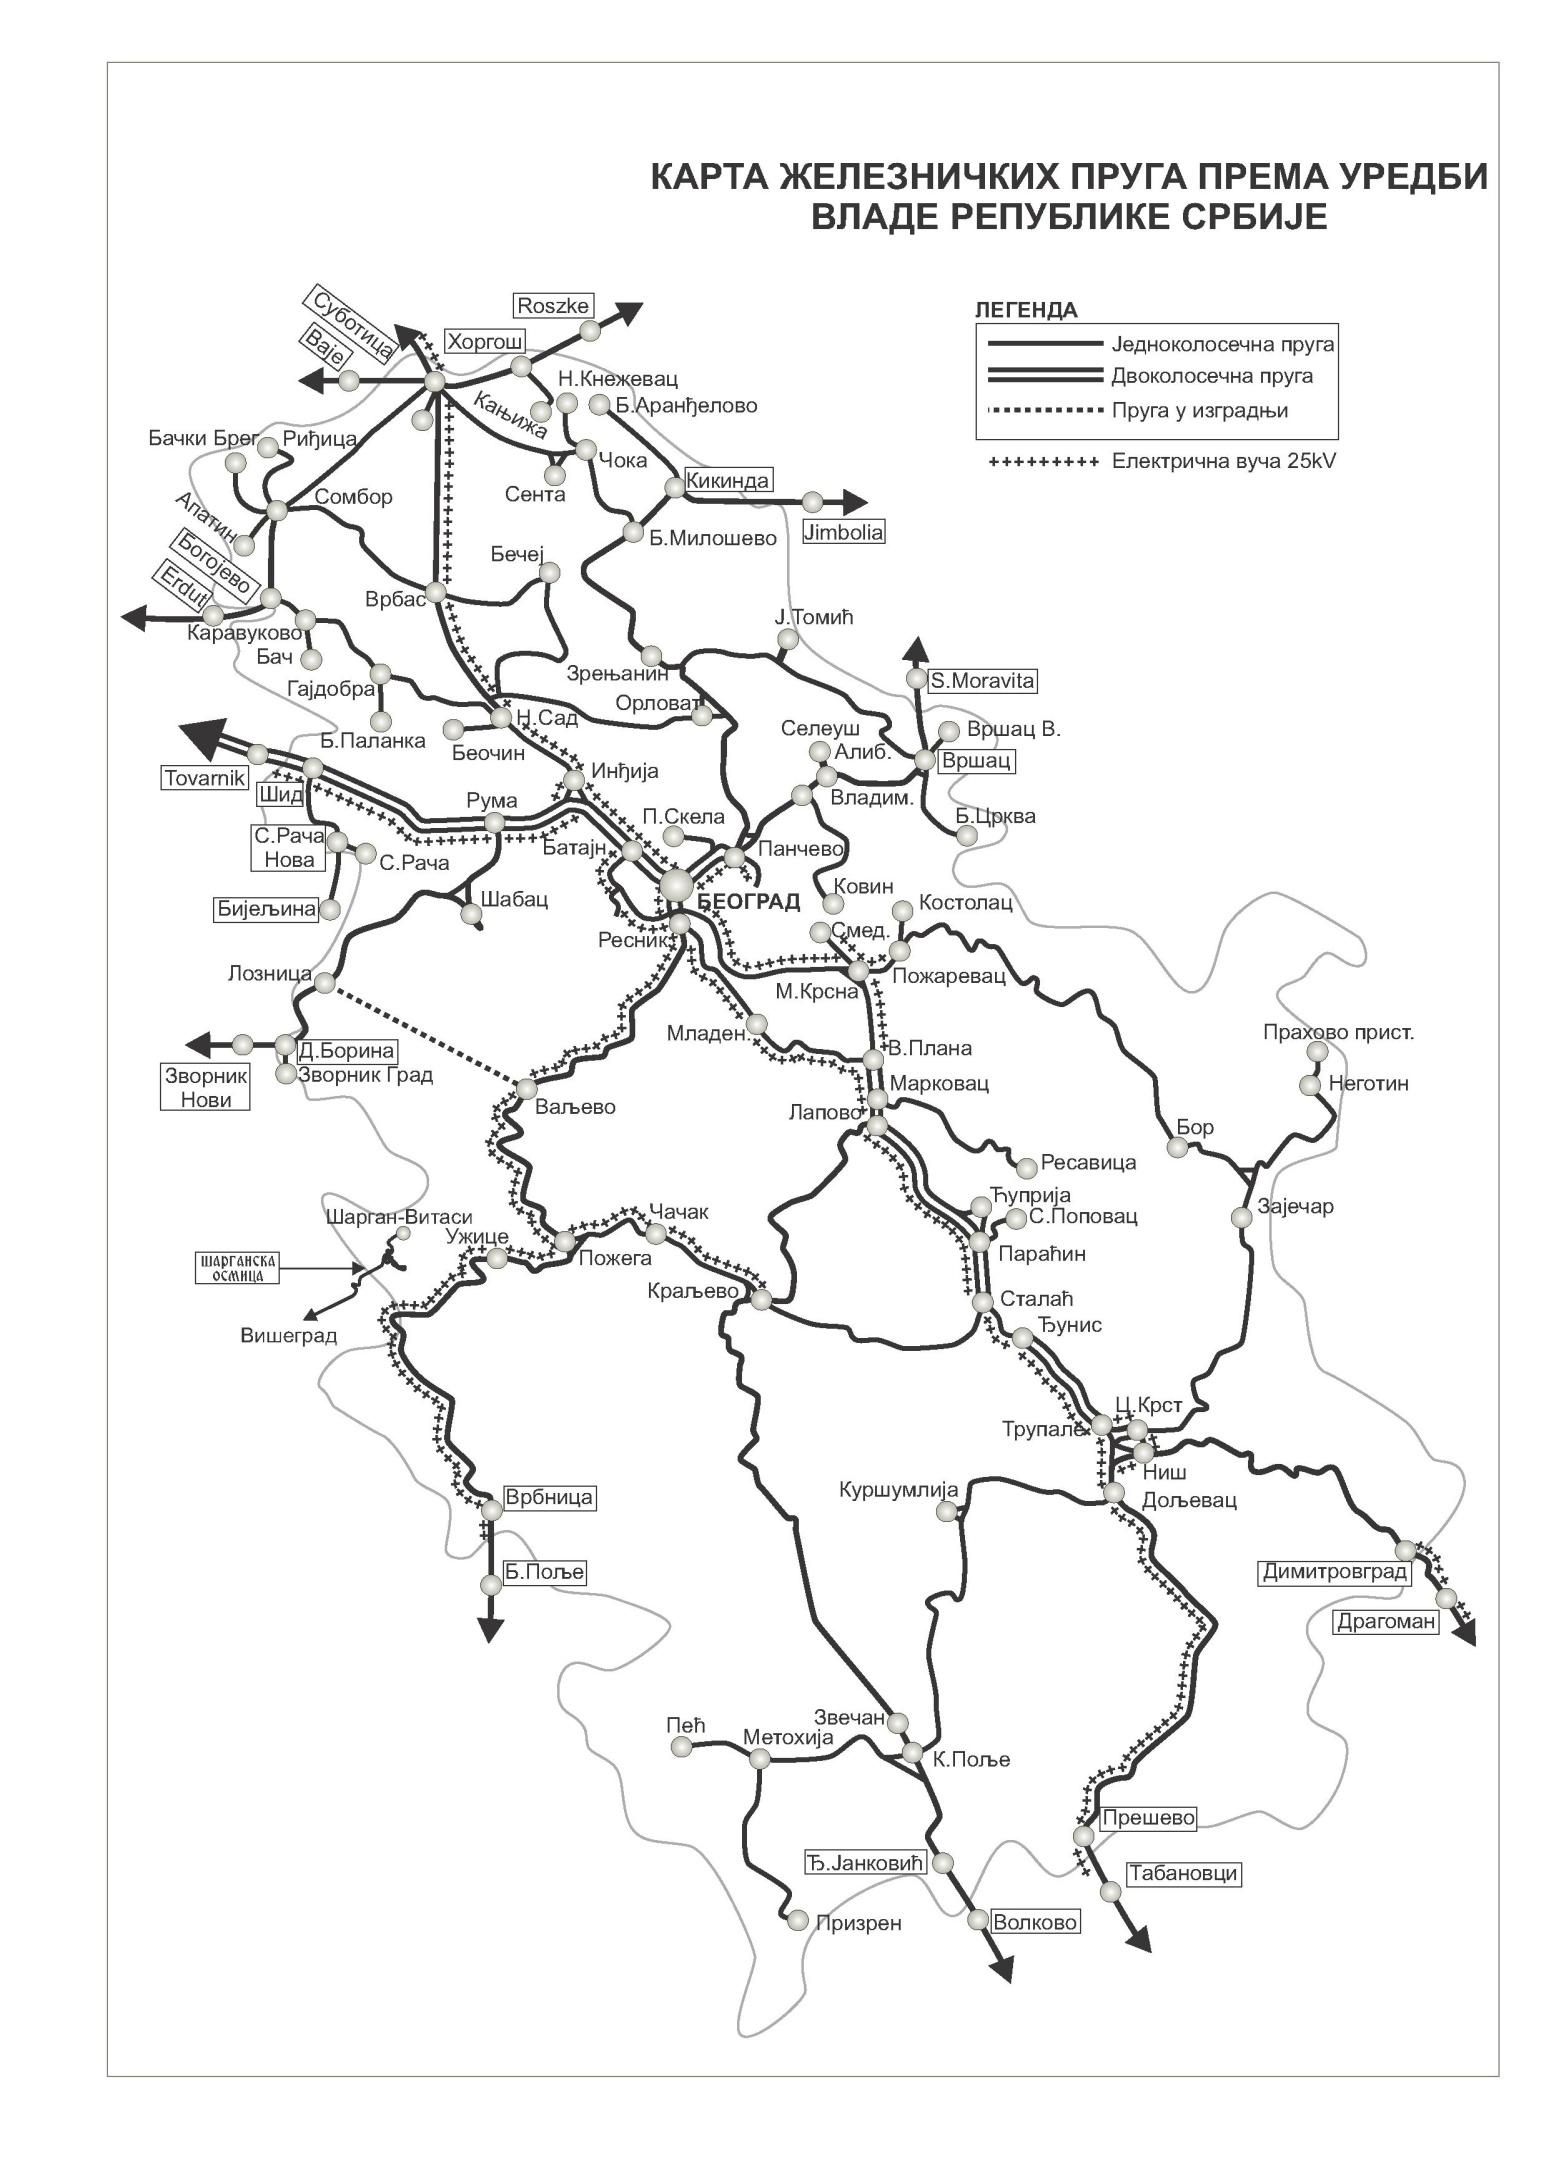 КАРТА ЖЕЛЕЗНИЧКИХ ПРУГА ПРЕМА УРЕДБИ
ВЛАДЕ РЕПУБЛИКЕ СРБИЈЕ
ЛЕГЕНДА
Једноколосечна пруга
Двоколосечна пруга
Пруга у изградњи
Електрична вуча 25kV
Суботица
Roszke
Baje
Хоргош
Н.Кнежевац
Кањижа
Б.Аранђелово
Бачки Брег
Риђица
Чока
Кикинда
Сента
Сомбор
Апатин
Jimbolia
Б.Милошево
Богојево
Бечеј
Erdut
Врбас
Ј.Томић
Каравуково
Бач
Зрењанин
S.Moravita
Гајдобра
Орловат
Н.Сад
Селеуш
Вршац В.
Б.Паланка
Беочин
Алиб.
Вршац
Tovarnik
Инђија
Шид
Рума
Владим.
П.Скела
Б.Црква
С.Рача
Нова
С.Рача
Батајн.
Панчево
Ковин
БЕОГРАД
Шабац
Костолац
Бијељина
Смед.
Ресник
Лозница
Пожаревац
М.Крсна
Младен.
Прахово прист.
Д.Борина
В.Плана
Зворник
Нови
Зворник Град
Марковац
Неготин
Ваљево
Лапово
Бор
Ресавица
Ћуприја
Шарган-Витаси
Чачак
С.Поповац
Зајечар
Ужице
Пожега
Параћин
ШАРГАНСКА
ОСМИЦА
Краљево
Сталаћ
Вишеград
Ђунис
Ц.Крст
Трупале
Ниш
Куршумлија
Врбница
Дољевац
Б.Поље
Димитровград
Драгоман
Звечан
Пећ
Метохија
К.Поље
Прешево
Ђ.Јанковић
Табановци
Призрен
Волково